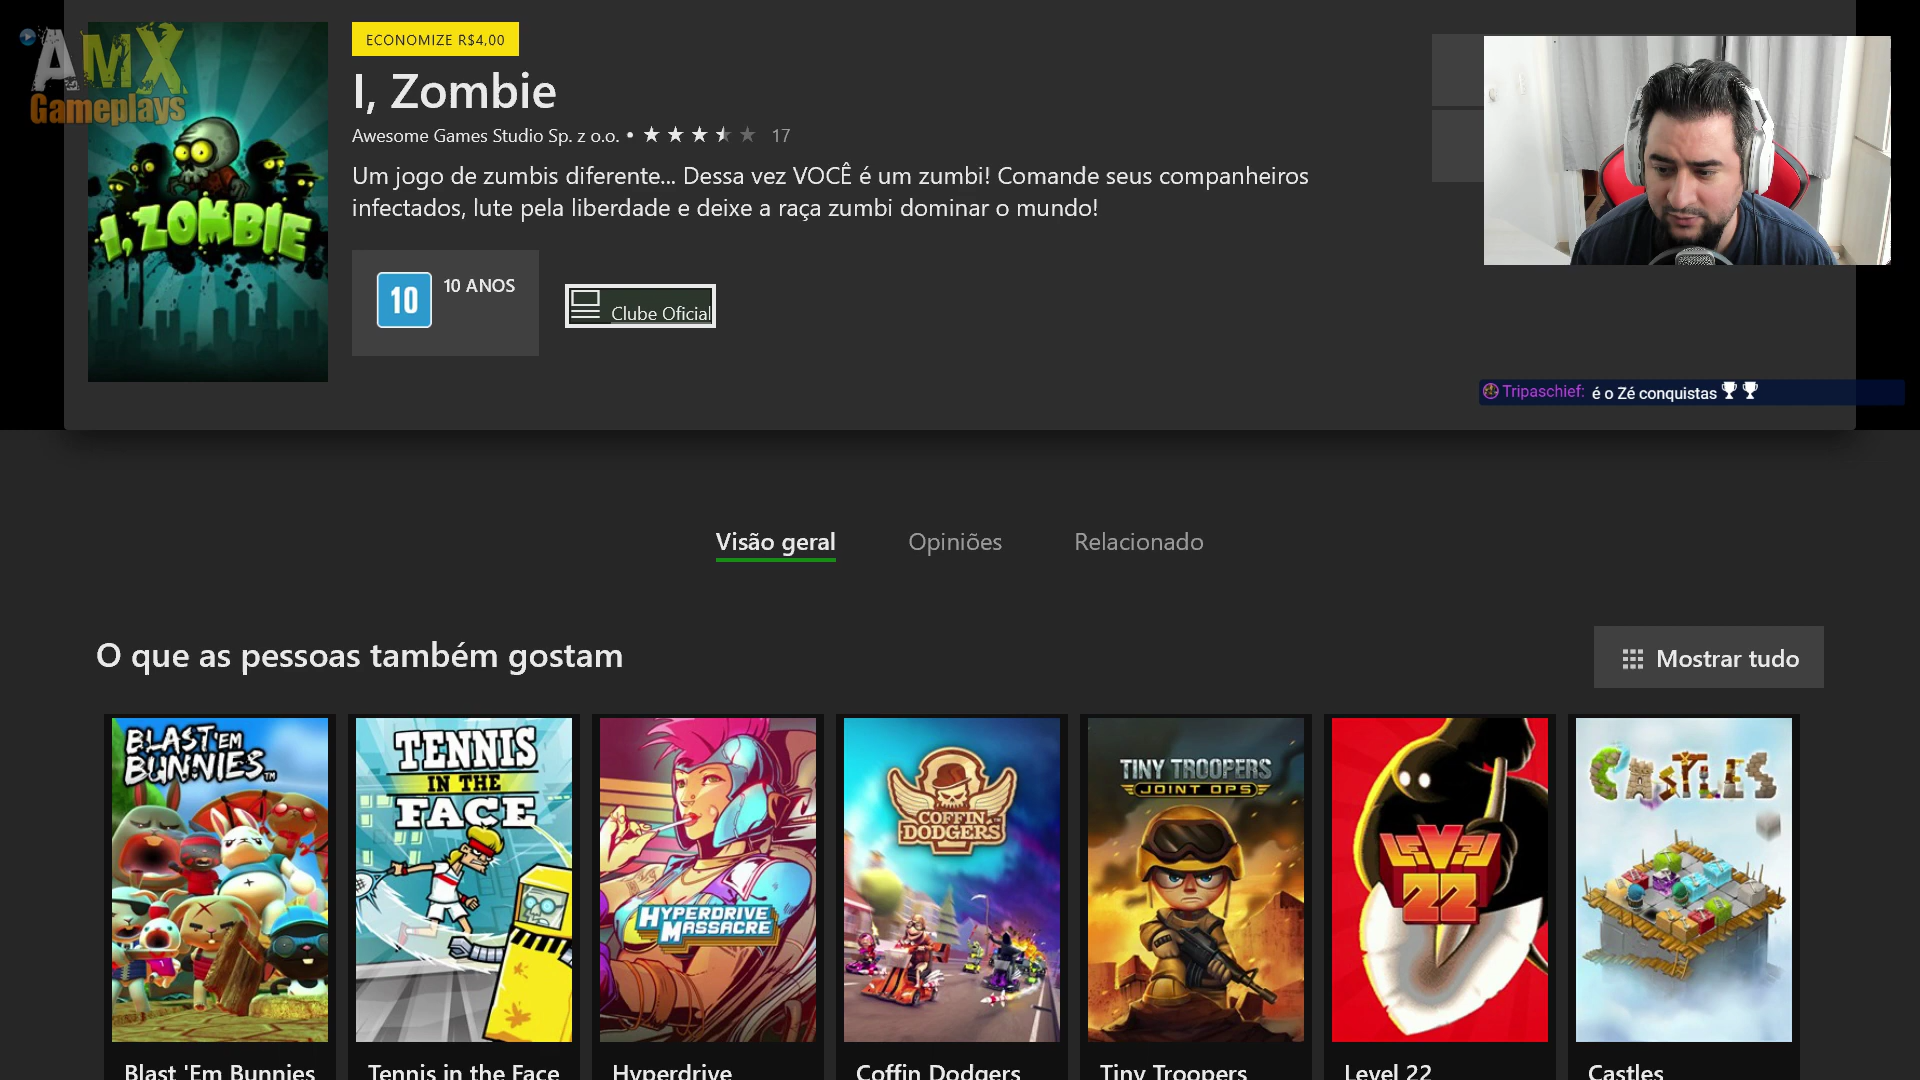 AMX
Gameplays
I, ZOMBIE
ECONOMIZE R$4,00
I, Zombie
Awesome Games Studio Sp. z o.o. • 17
Um jogo de zumbis diferente... Dessa vez VOCÊ é um zumbi! Comande seus companheiros
infectados, lute pela liberdade e deixe a raça zumbi dominar o mundo!
10
10 ANOS
Clube Oficial
Tripaschief: é o Zé conquistas
Visão geral
Opiniões
Relacionado
O que as pessoas também gostam
Mostrar tudo
BLAST'EM
BUNNIES™
TENNIS
IN THE
FACE
HYPERDRIVE
MASSACRE
COFFIN
DODGERS
TINY TROOPERS
JOINT OPS
LEVEL
22
CASTLES
Blast 'Em Bunnies
Tennis in the Face
Hyperdrive
Coffin Dodgers
Tiny Troopers
Level 22
Castles